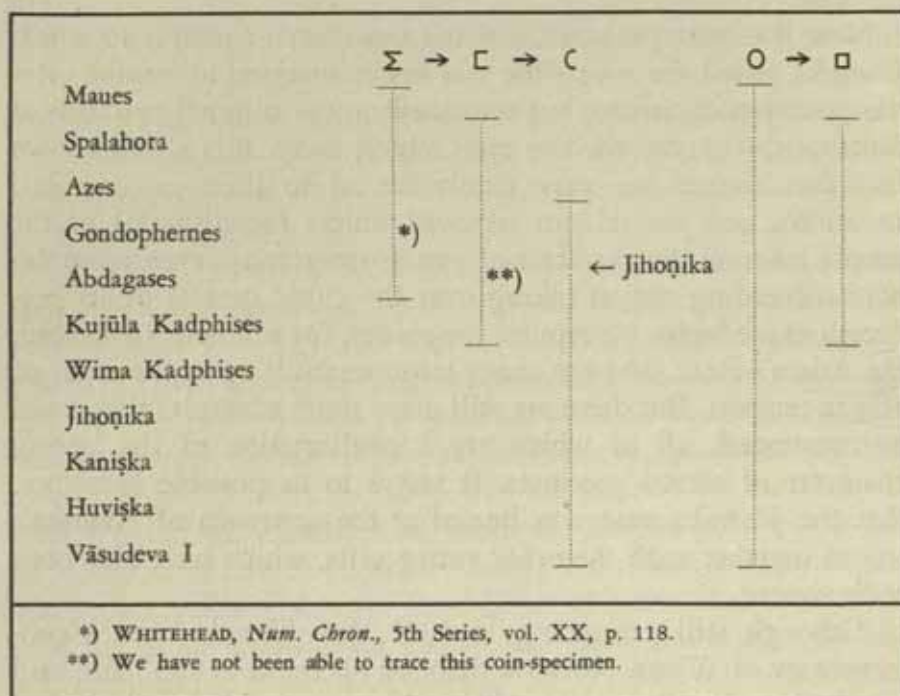 Σ → ⊏ → C O → □
Maues
Spalahora
Azes
Gondophernes *)
Abdagases **) ← Jihoṇika
Kujūla Kadphises
Wima Kadphises
Jihoṇika
Kaniṣka
Huviṣka
Vāsudeva I
*) WHITEHEAD, Num. Chron., 5th Series, vol. XX, p. 118.
**) We have not been able to trace this coin-specimen.